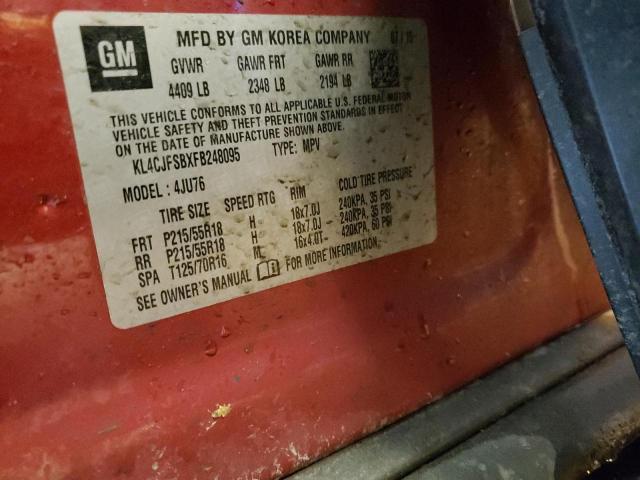 GM MFD BY GM KOREA COMPANY 07/15
GVWR GAWR FRT GAWR RR
4409 LB 2348 LB 2194 LB
THIS VEHICLE CONFORMS TO ALL APPLICABLE U.S. FEDERAL MOTOR
VEHICLE SAFETY AND THEFT PREVENTION STANDARDS IN EFFECT
ON THE DATE OF MANUFACTURE SHOWN ABOVE.
KL4CJFSBXFB248095 TYPE: MPV
MODEL: 4JU76
TIRE SIZE SPEED RTG RIM COLD TIRE PRESSURE
FRT P215/55R18 H 18x7.0J 240KPA, 35 PSI
RR P215/55R18 H 18x7.0J 240KPA, 35 PSI
SPA T125/70R16 M 16x4.0T 420KPA, 60 PSI
SEE OWNER'S MANUAL FOR MORE INFORMATION.